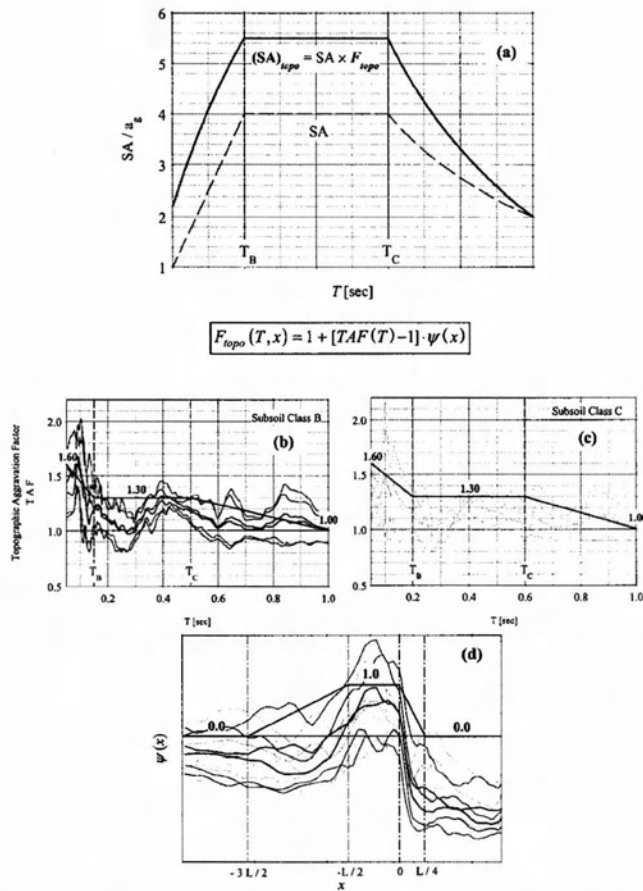 6
(SA)topo = SA × Ftopo
(a)
5
4
SA
3
2
1
SA / ag
TB
TC
T [sec]
Ftopo (T, x) = 1 + [TAF(T) − 1] · ψ(x)
Topographic Aggravation Factor
T A F
2.0
Subsoil Class B
(b)
1.60
1.5
1.30
1.0
1.00
TB
TC
0.5
0.2
0.4
0.6
0.8
1.0
T [sec]
2.0
Subsoil Class C
(c)
1.60
1.5
1.30
1.0
1.00
TB
TC
0.5
0.2
0.4
0.6
0.8
1.0
T [sec]
(d)
1.0
0.0
0.0
ψ(x)
- 3 L / 2
-L / 2
0
L / 4
x